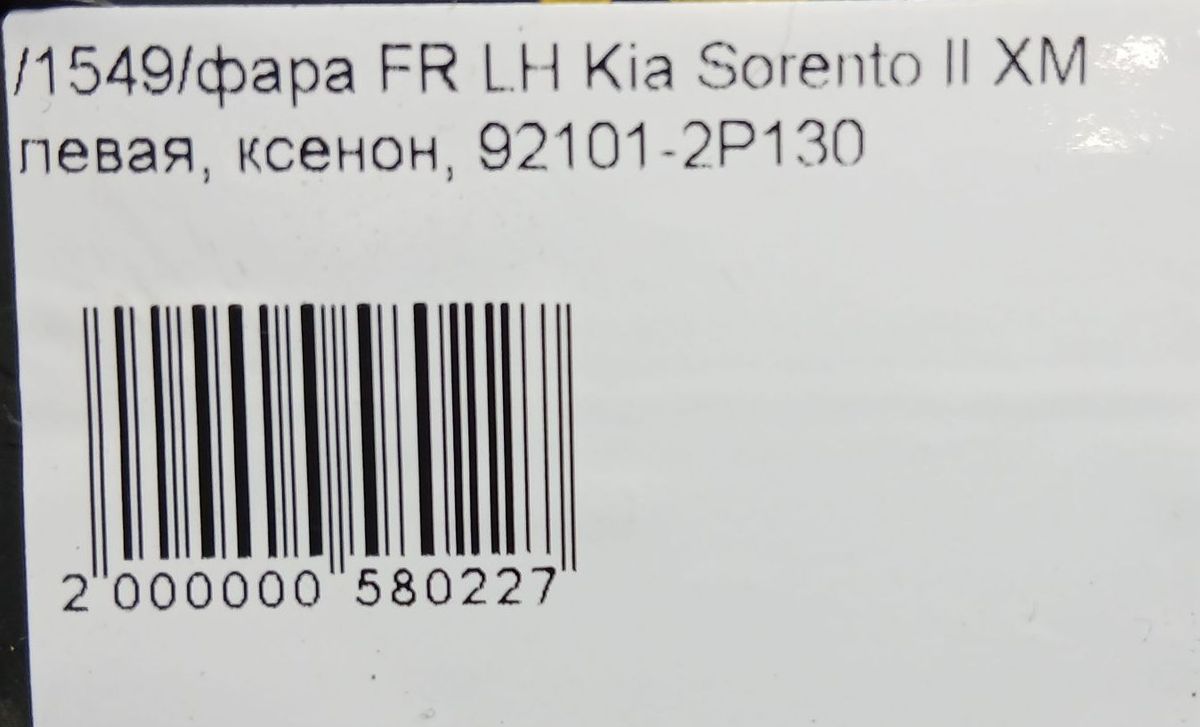 /1549/фара FR LH Kia Sorento II XM
левая, ксенон, 92101-2P130
2 000000 580227